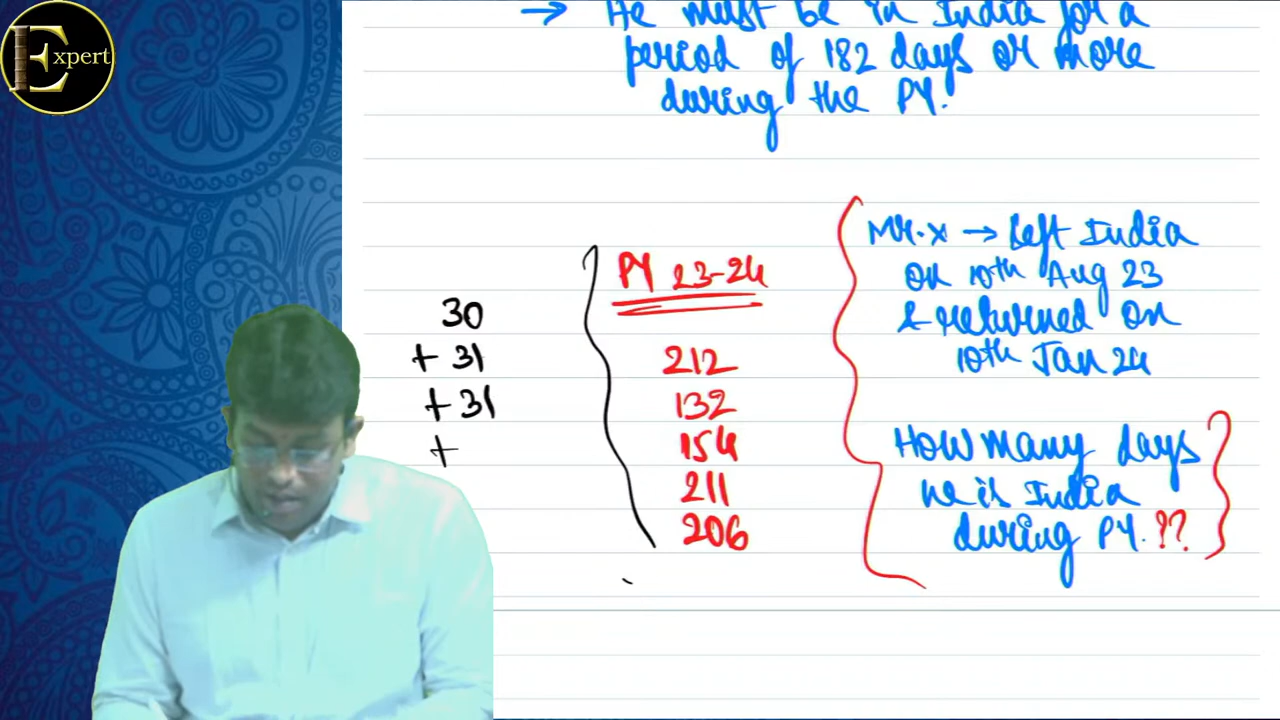 Expert
→ He must be in India for a
period of 182 days or more
during the PY.
Mr. X → Left India
on 10th Aug 23
& returned on
10th Jan 24
How many days
he is India
during PY. ??
PY 23-24
212
132
154
211
206
30
+ 31
+ 31
+